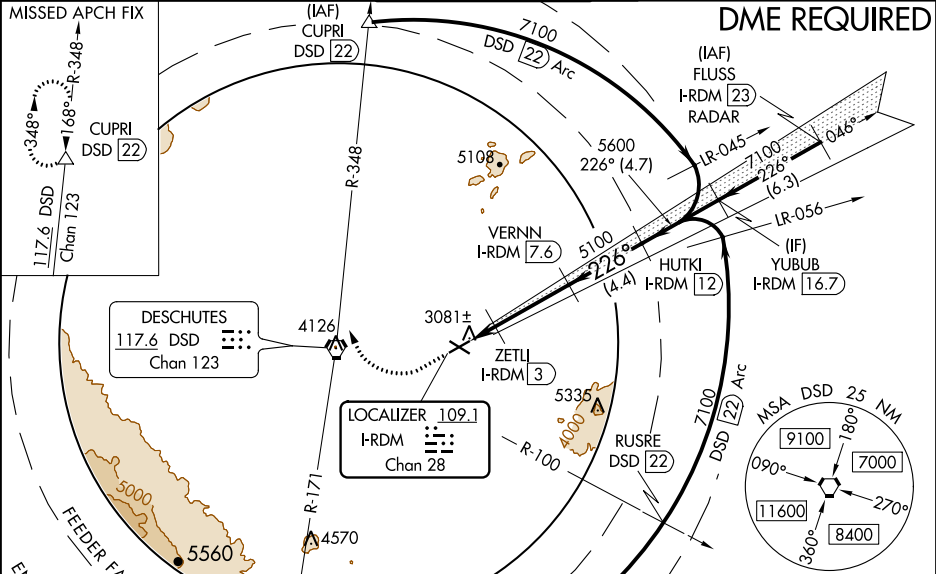 MISSED APCH FIX
R-348
348°
168°
CUPRI
DSD 22
117.6 DSD
Chan 123
(IAF)
CUPRI
DSD 22
DME REQUIRED
7100
DSD 22 Arc
(IAF)
FLUSS
I-RDM 23
RADAR
LR-045
7100
046°
226°
(6.3)
5600
226° (4.7)
R-348
5108
LR-056
VERNN
I-RDM 7.6
5100
226°
(4.4)
HUTKI
I-RDM 12
(IF)
YUBUB
I-RDM 16.7
DESCHUTES
117.6 DSD
Chan 123
4126
3081±
ZETLI
I-RDM 3
LOCALIZER 109.1
I-RDM
Chan 28
5335
4000
7100
DSD 22 Arc
R-100
RUSRE
DSD 22
MSA DSD 25 NM
9100
180°
7000
090°
270°
11600
8400
360°
R-171
5000
4570
5560
FEEDER FA